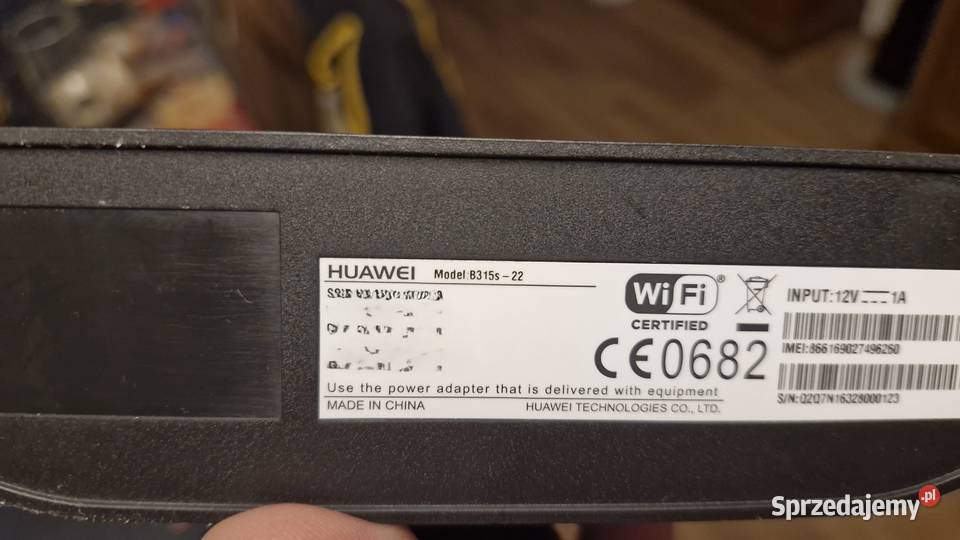 HUAWEI Model:B315s-22
WiFi®
CERTIFIED
CE0682
Use the power adapter that is delivered with equipment
MADE IN CHINA HUAWEI TECHNOLOGIES CO., LTD.
INPUT:12V 1A
IMEI:866169027496260
S/N:Q2Q7N16328000123
Sprzedajemy.pl